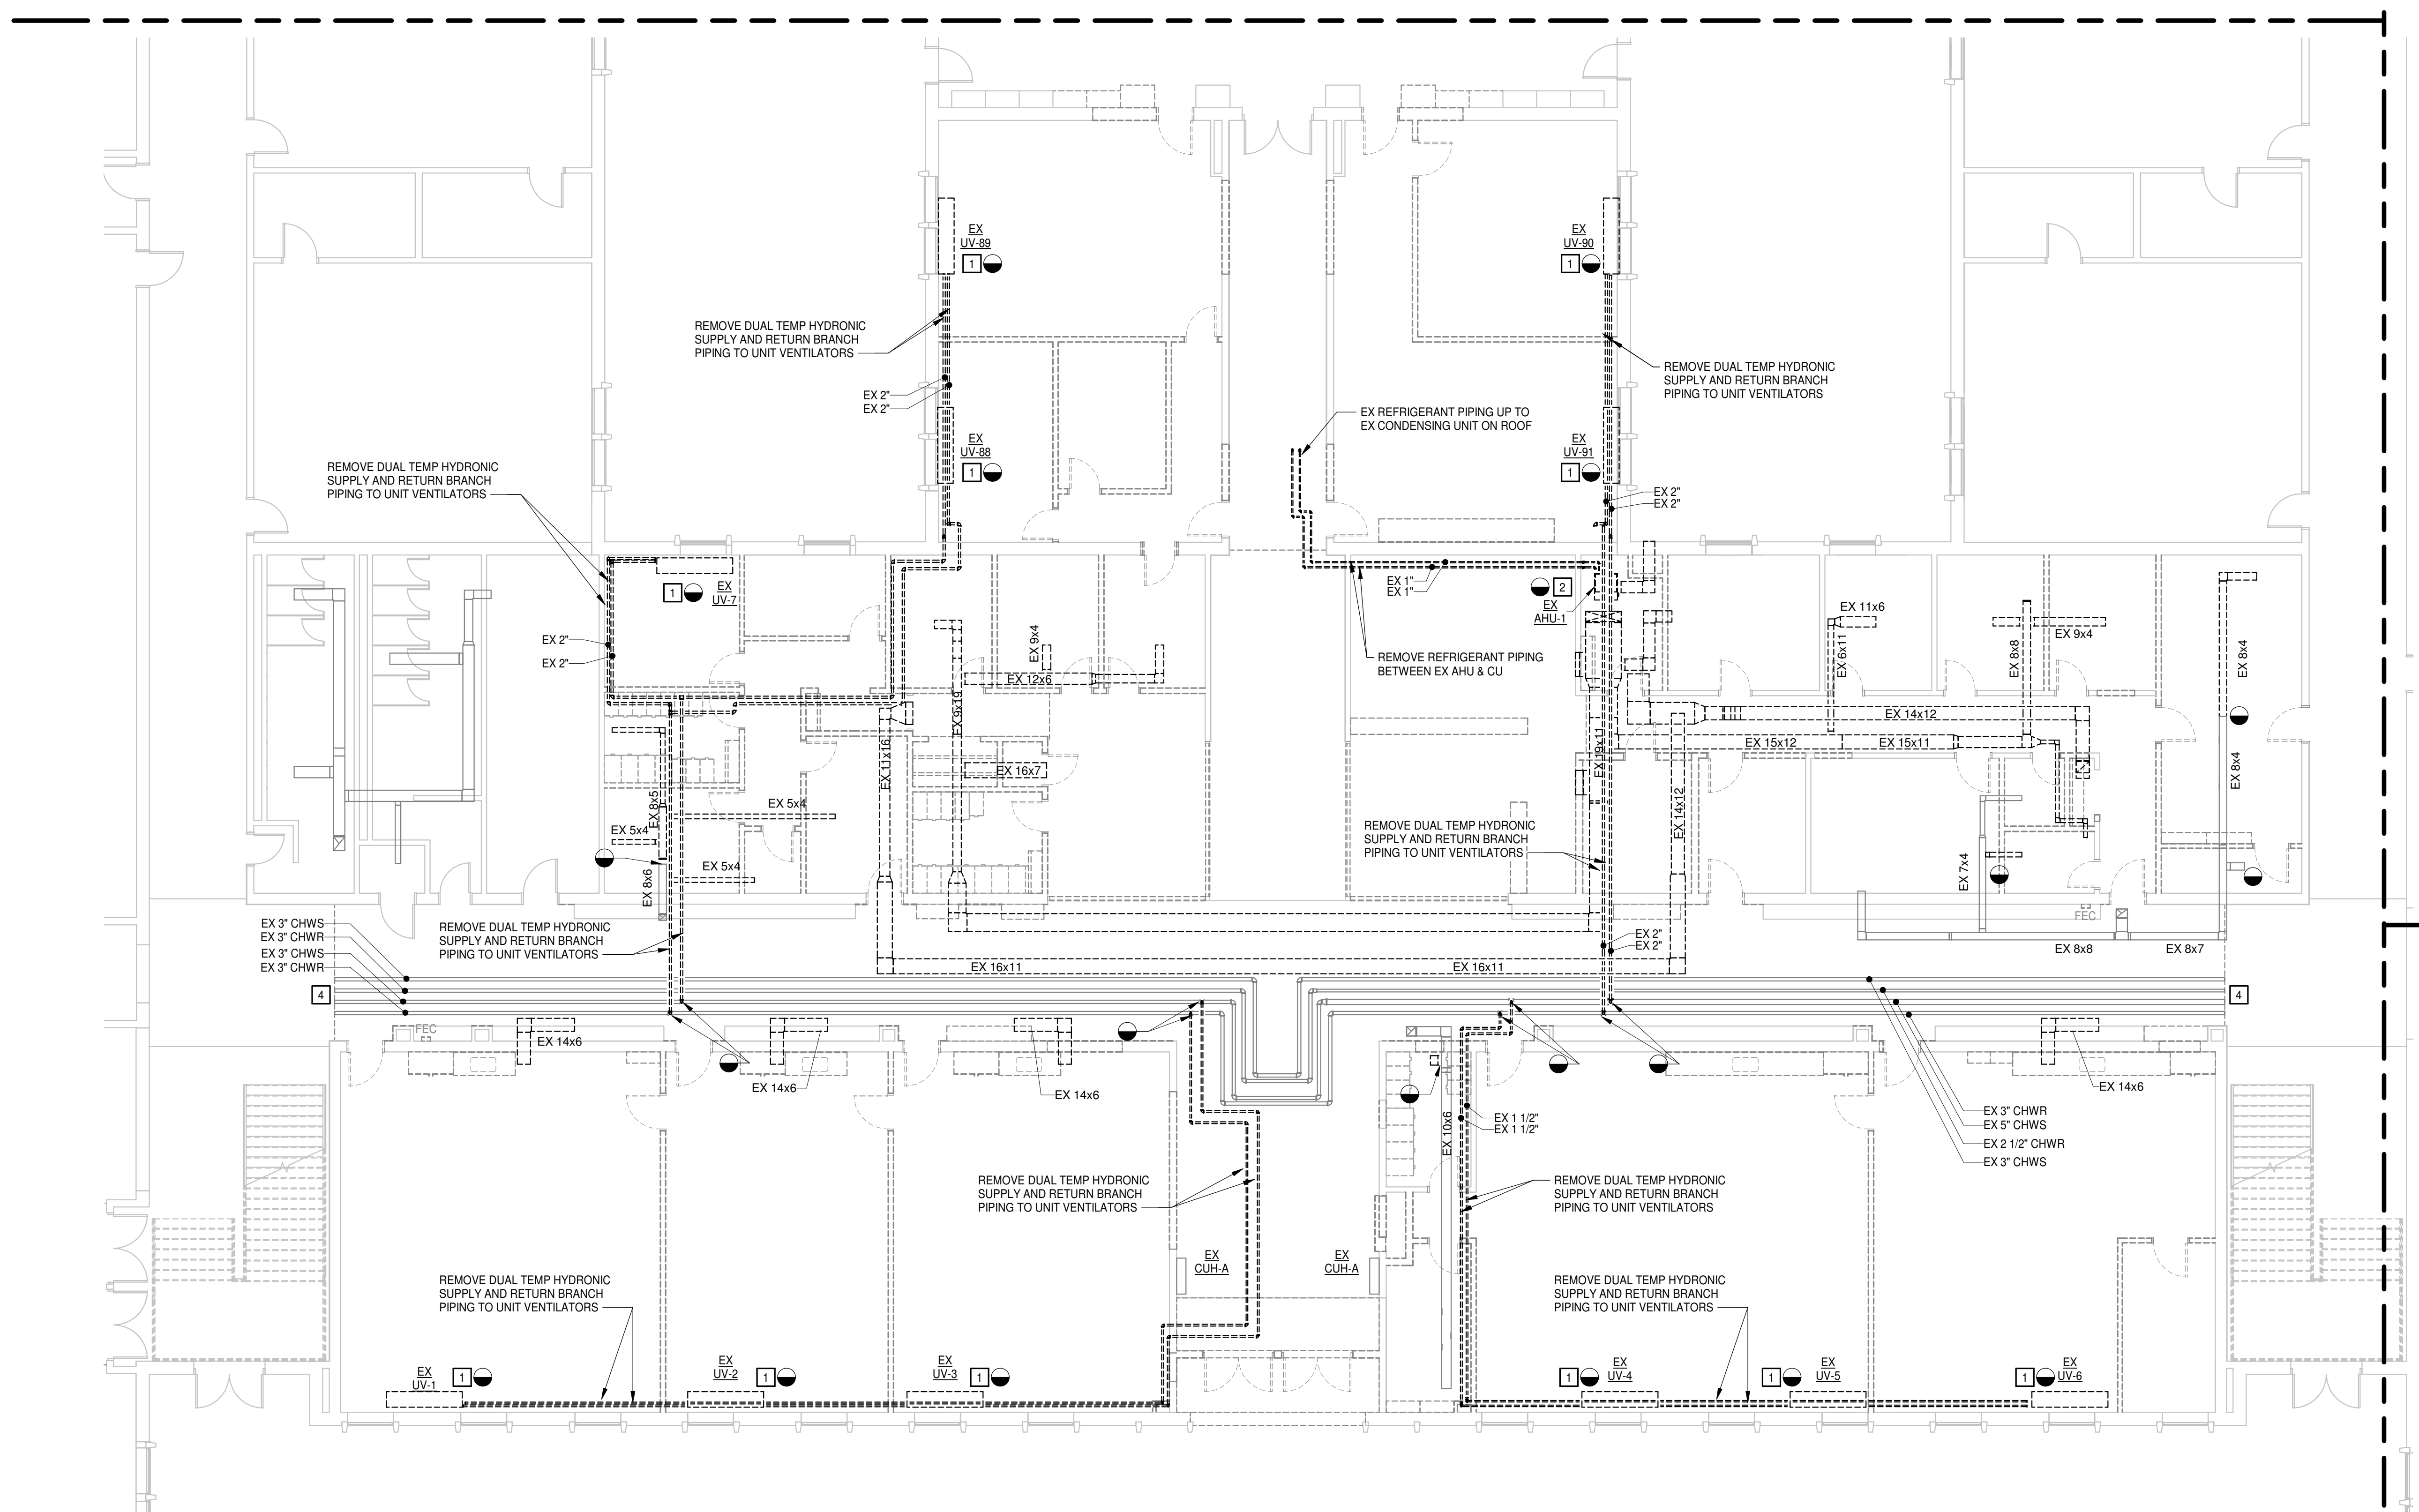 EX
UV-89
1
EX
UV-90
1
REMOVE DUAL TEMP HYDRONIC
SUPPLY AND RETURN BRANCH
PIPING TO UNIT VENTILATORS
REMOVE DUAL TEMP HYDRONIC
SUPPLY AND RETURN BRANCH
PIPING TO UNIT VENTILATORS
EX 2"
EX 2"
EX REFRIGERANT PIPING UP TO
EX CONDENSING UNIT ON ROOF
EX
UV-88
1
EX
UV-91
1
REMOVE DUAL TEMP HYDRONIC
SUPPLY AND RETURN BRANCH
PIPING TO UNIT VENTILATORS
EX 2"
EX 2"
1
EX
UV-7
EX 1"
EX 1"
2
EX
AHU-1
EX 2"
EX 2"
EX 9x4
EX 12x6
EX 9x19
REMOVE REFRIGERANT PIPING
BETWEEN EX AHU & CU
EX 11x6
EX 6x11
EX 8x8
EX 9x4
EX 8x4
EX 14x12
EX 15x12
EX 15x11
EX 8x4
EX 11x16
EX 16x7
EX 19x11
EX 14x12
EX 8x5
EX 5x4
EX 5x4
EX 5x4
EX 8x6
REMOVE DUAL TEMP HYDRONIC
SUPPLY AND RETURN BRANCH
PIPING TO UNIT VENTILATORS
EX 7x4
FEC
EX 3" CHWS
EX 3" CHWR
EX 3" CHWS
EX 3" CHWR
REMOVE DUAL TEMP HYDRONIC
SUPPLY AND RETURN BRANCH
PIPING TO UNIT VENTILATORS
EX 2"
EX 2"
EX 8x8
EX 8x7
EX 16x11
EX 16x11
4
4
FEC
EX 14x6
EX 14x6
EX 14x6
EX 14x6
EX 10x6
EX 1 1/2"
EX 1 1/2"
EX 3" CHWR
EX 5" CHWS
EX 2 1/2" CHWR
EX 3" CHWS
REMOVE DUAL TEMP HYDRONIC
SUPPLY AND RETURN BRANCH
PIPING TO UNIT VENTILATORS
REMOVE DUAL TEMP HYDRONIC
SUPPLY AND RETURN BRANCH
PIPING TO UNIT VENTILATORS
EX
CUH-A
EX
CUH-A
REMOVE DUAL TEMP HYDRONIC
SUPPLY AND RETURN BRANCH
PIPING TO UNIT VENTILATORS
REMOVE DUAL TEMP HYDRONIC
SUPPLY AND RETURN BRANCH
PIPING TO UNIT VENTILATORS
EX
UV-1
1
EX
UV-2
1
EX
UV-3
1
1
EX
UV-4
1
EX
UV-5
1
EX
UV-6